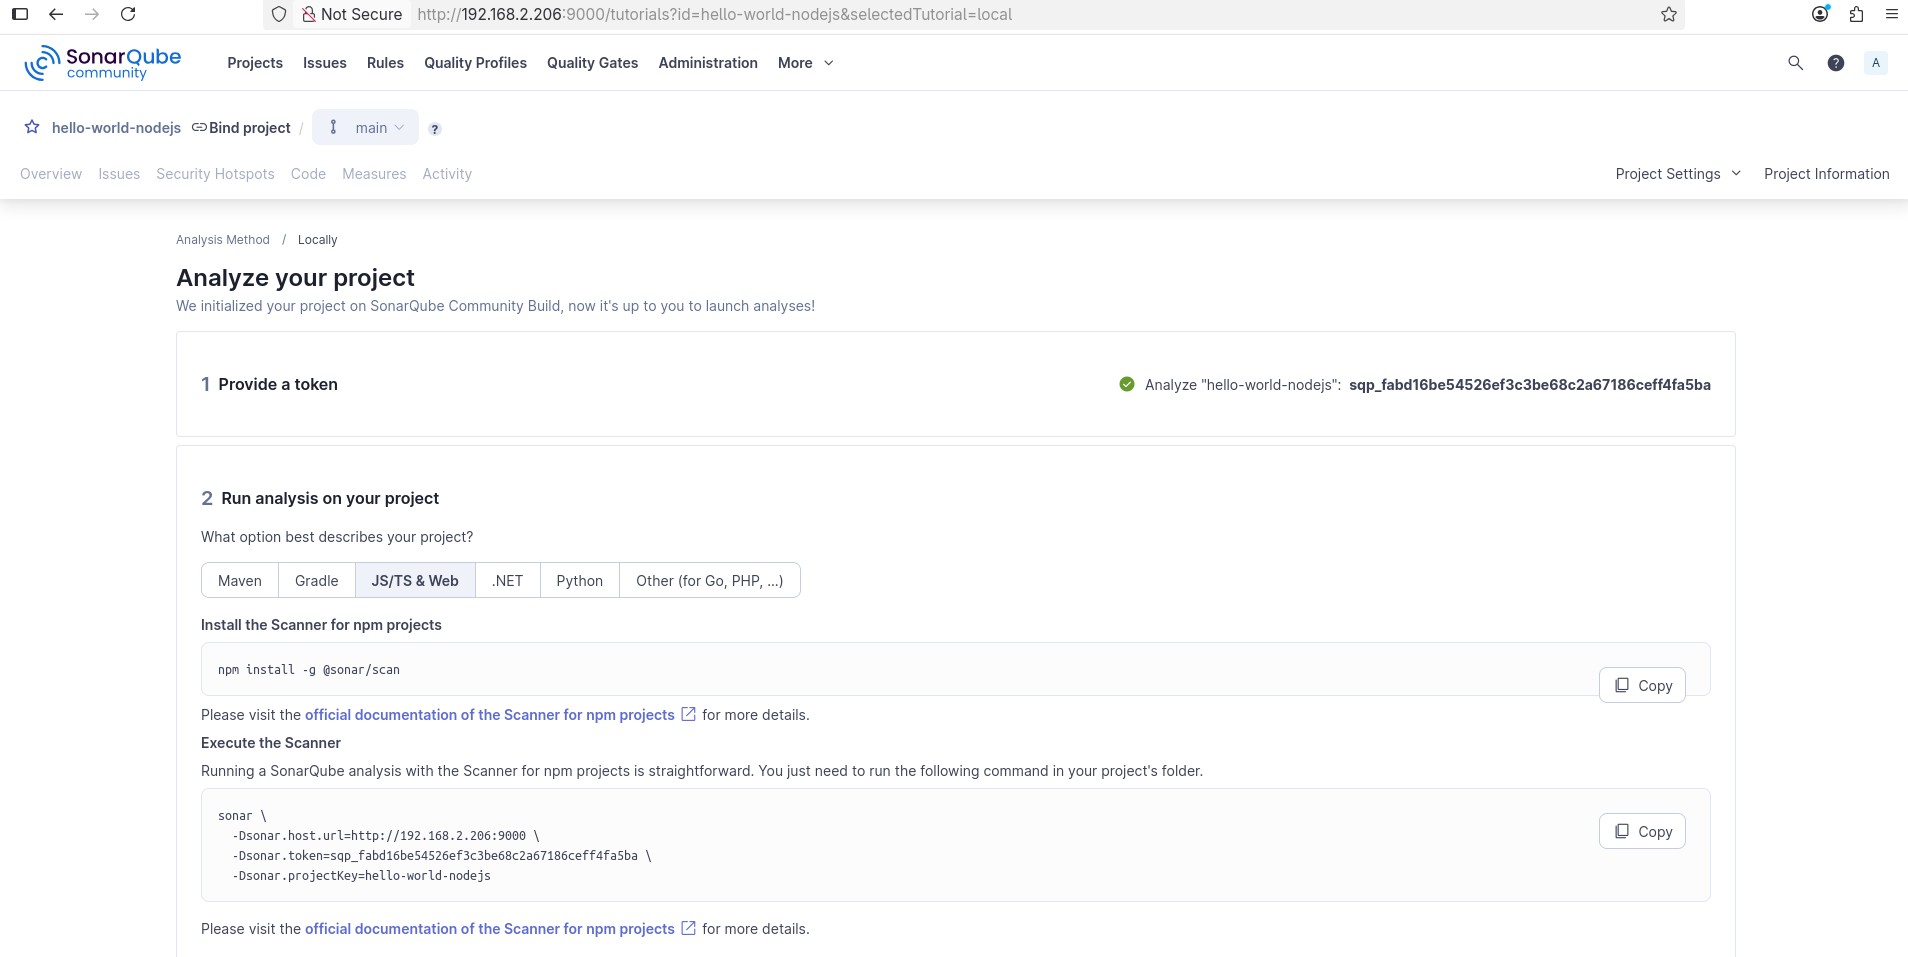 Not Secure http://192.168.2.206:9000/tutorials?id=hello-world-nodejs&selectedTutorial=local
SonarQube community Projects Issues Rules Quality Profiles Quality Gates Administration More ? A
hello-world-nodejs Bind project / main ?
Overview Issues Security Hotspots Code Measures Activity Project Settings Project Information
Analysis Method / Locally
Analyze your project
We initialized your project on SonarQube Community Build, now it's up to you to launch analyses!
1 Provide a token Analyze "hello-world-nodejs": sqp_fabd16be54526ef3c3be68c2a67186ceff4fa5ba
2 Run analysis on your project
What option best describes your project?
Maven Gradle JS/TS & Web .NET Python Other (for Go, PHP, ...)
Install the Scanner for npm projects
npm install -g @sonar/scan
Copy
Please visit the official documentation of the Scanner for npm projects for more details.
Execute the Scanner
Running a SonarQube analysis with the Scanner for npm projects is straightforward. You just need to run the following command in your project's folder.
sonar \
Copy
-Dsonar.host.url=http://192.168.2.206:9000 \
-Dsonar.token=sqp_fabd16be54526ef3c3be68c2a67186ceff4fa5ba \
-Dsonar.projectKey=hello-world-nodejs
Please visit the official documentation of the Scanner for npm projects for more details.